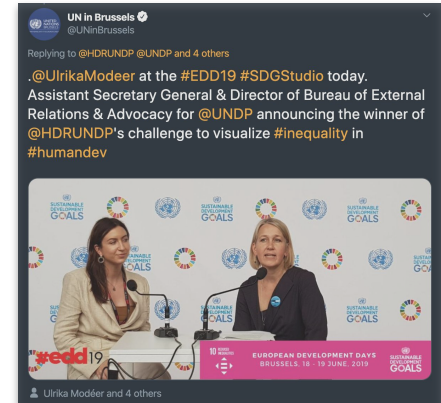 UN in Brussels
@UNinBrussels
Replying to @HDRUNDP @UNDP and 4 others
.@UlrikaModeer at the #EDD19 #SDGStudio today.
Assistant Secretary General & Director of Bureau of External
Relations & Advocacy for @UNDP announcing the winner of
@HDRUNDP's challenge to visualize #inequality in
#humandev
SUSTAINABLE DEVELOPMENT GOALS
#edd19
EUROPEAN DEVELOPMENT DAYS
BRUSSELS, 18 - 19 JUNE, 2019
SUSTAINABLE
DEVELOPMENT
GOALS
Ulrika Modéer and 4 others